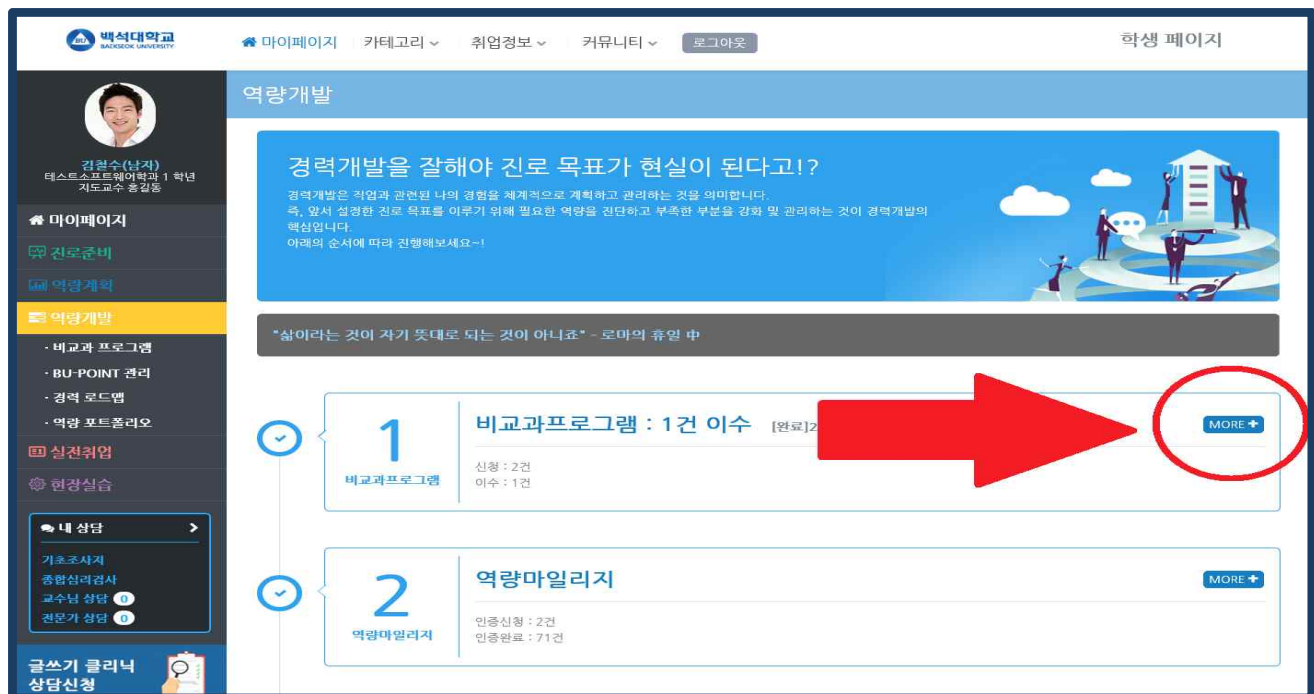 백석대학교
BAEKSEOK UNIVERSITY
마이페이지 카테고리 취업정보 커뮤니티 로그아웃 학생 페이지
김철수(남자)
테스트소프트웨어학과 1 학년
지도교수 홍길동
마이페이지
진로준비
역량계획
역량개발
· 비교과 프로그램
· BU-POINT 관리
· 경력 로드맵
· 역량 포트폴리오
실전취업
현장실습
내 상담
기초조사지
종합심리검사
교수님 상담 0
전문가 상담 0
글쓰기 클리닉
상담신청
역량개발
경력개발을 잘해야 진로 목표가 현실이 된다고!?
경력개발은 직업과 관련된 나의 경험을 체계적으로 계획하고 관리하는 것을 의미합니다.
즉, 앞서 설정한 진로 목표를 이루기 위해 필요한 역량을 진단하고 부족한 부분을 강화 및 관리하는 것이 경력개발의
핵심입니다.
아래의 순서에 따라 진행해보세요~!
"삶이라는 것이 자기 뜻대로 되는 것이 아니죠" - 로마의 휴일 中
1
비교과프로그램
비교과프로그램 : 1건 이수 [완료]2
MORE +
신청 : 2건
이수 : 1건
2
역량마일리지
역량마일리지
MORE +
인증신청 : 2건
인증완료 : 71건